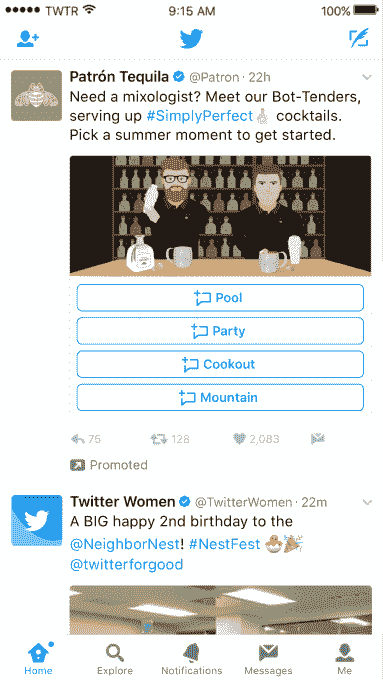 TWTR 9:15 AM 100%
Patrón Tequila @Patron · 22h
Need a mixologist? Meet our Bot-Tenders,
serving up #SimplyPerfect cocktails.
Pick a summer moment to get started.
Pool
Party
Cookout
Mountain
75 128 2,083
Promoted
Twitter Women @TwitterWomen · 22m
A BIG happy 2nd birthday to the
@NeighborNest! #NestFest 🐣🎉
@twitterforgood
Home Explore Notifications Messages Me